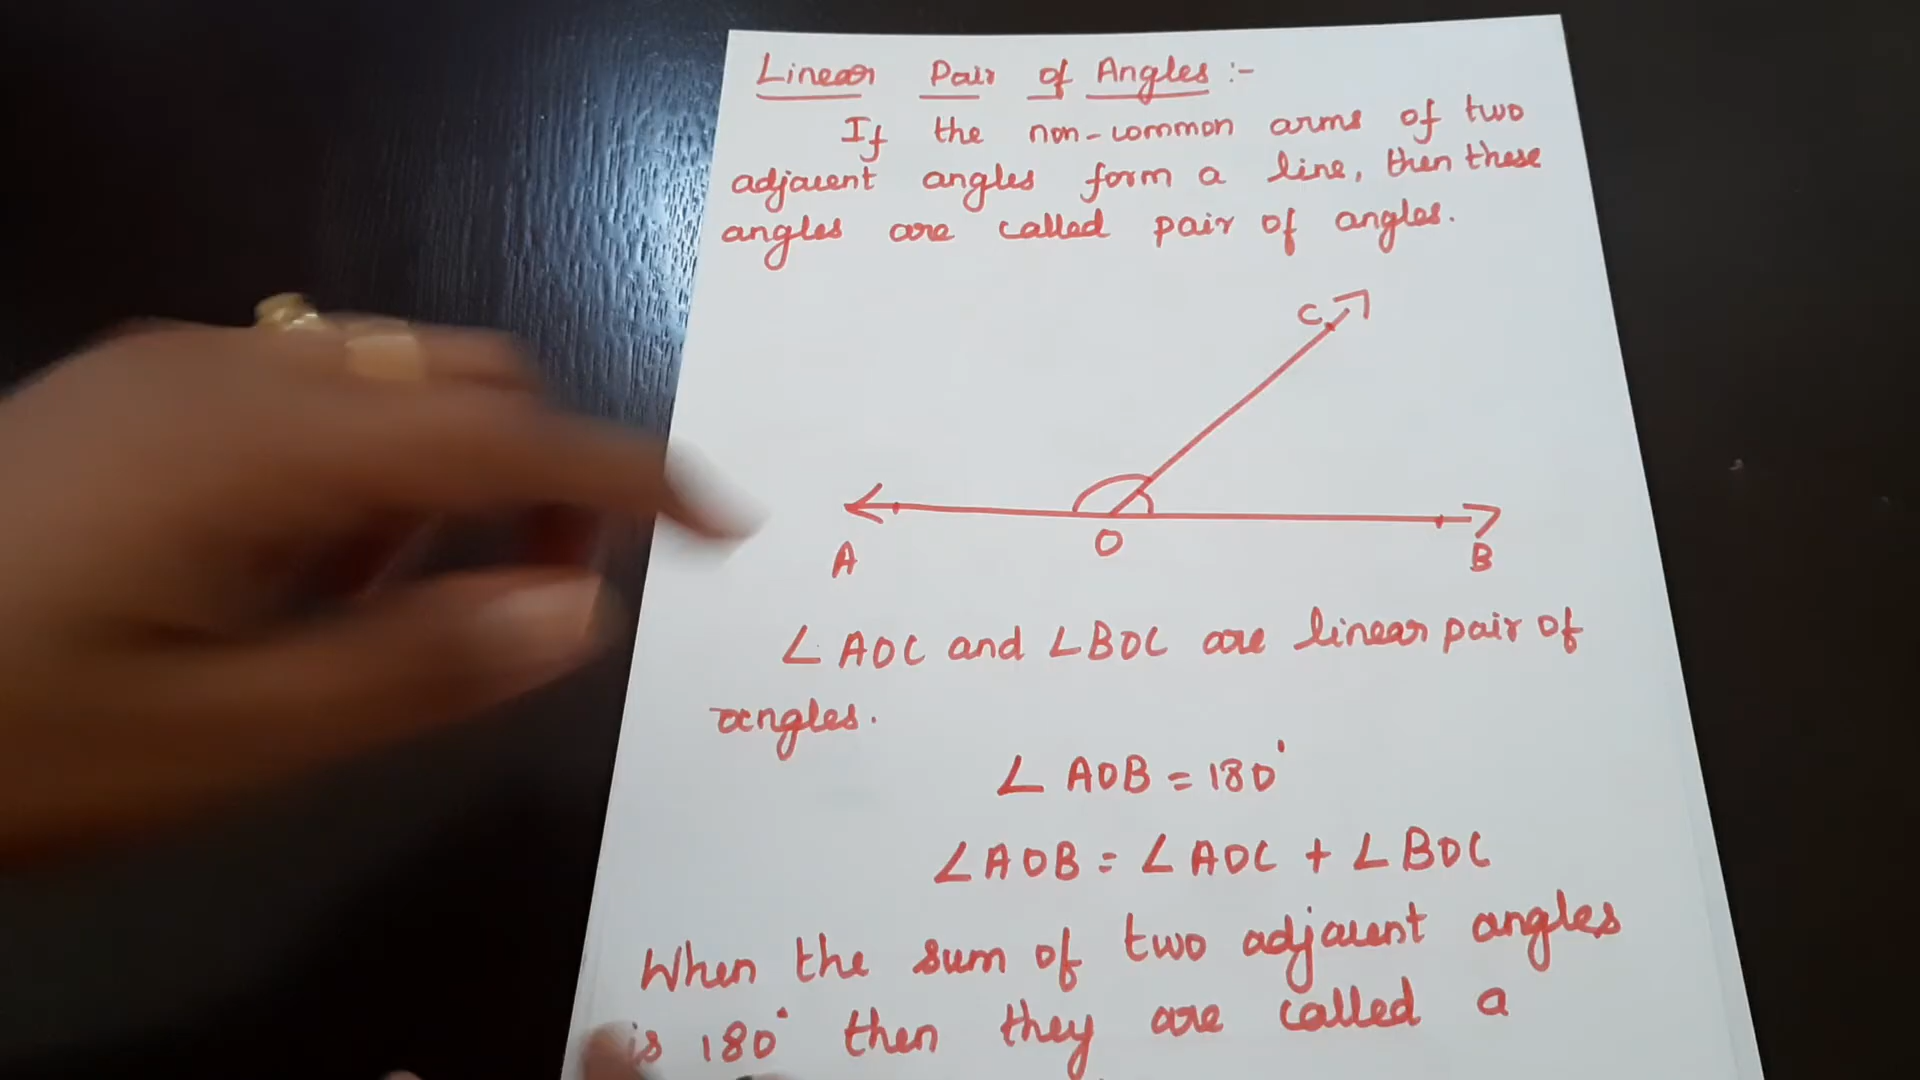 Linear Pair of Angles :-
If the non-common arms of two
adjacent angles form a line, then these
angles are called pair of angles.
C
A
O
B
∠AOC and ∠BOC are linear pair of
angles.
∠AOB = 180°
∠AOB = ∠AOC + ∠BOC
When the sum of two adjacent angles
is 180° then they are called a